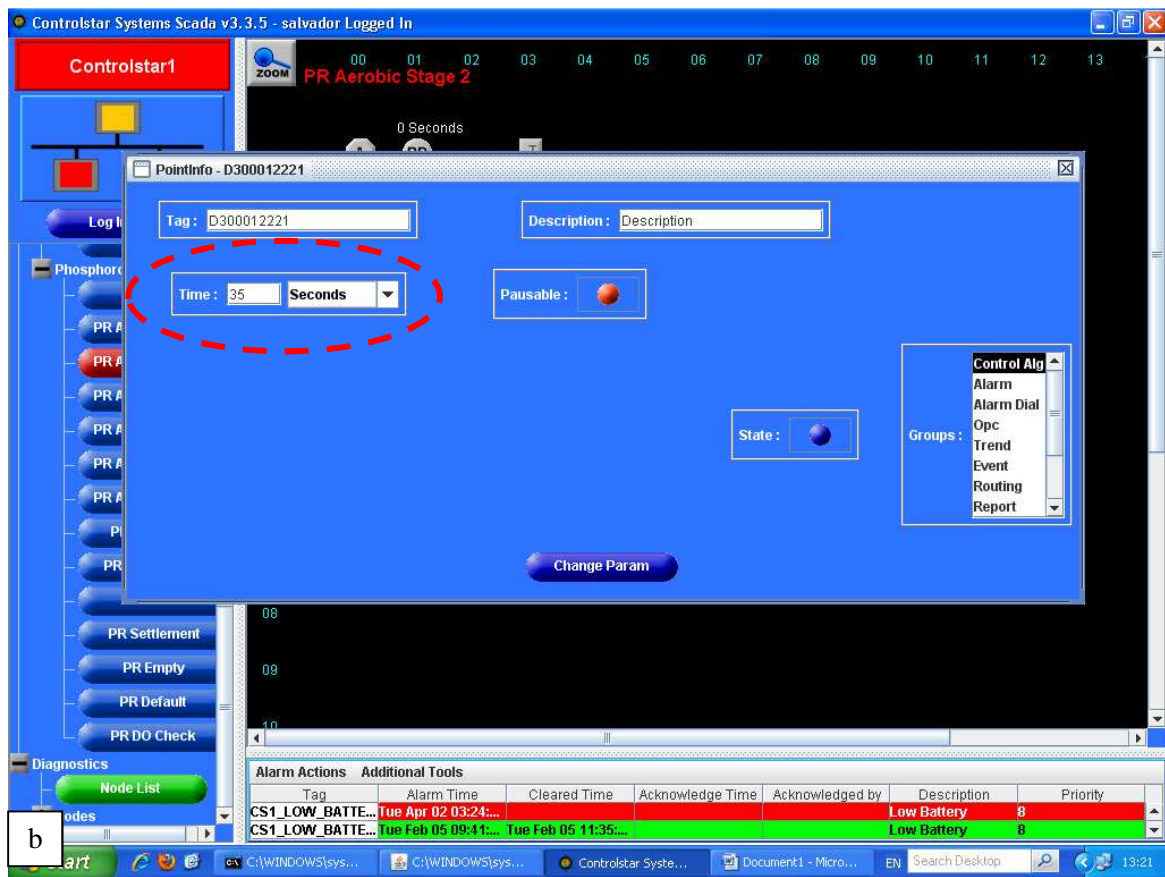 Controlstar Systems Scada v3.3.5 - salvador Logged In
Controlstar1
ZOOM
00 01 02 03 04 05 06 07 08 09 10 11 12 13
PR Aerobic Stage 2
0 Seconds
PointInfo - D300012221
Log I
Tag : D300012221
Description : Description
Phosphoro
Time : 35 Seconds
Pausable :
PR A
PR A
PR A
PR A
PR A
PR A
P
PR
State :
Groups :
Control Alg
Alarm
Alarm Dial
Opc
Trend
Event
Routing
Report
Change Param
08
PR Settlement
09
PR Empty
PR Default
10
PR DO Check
Diagnostics
Node List
odes
Alarm Actions Additional Tools
Tag Alarm Time Cleared Time Acknowledge Time Acknowledged by Description Priority
CS1_LOW_BATTE... Tue Apr 02 03:24:... Low Battery 8
CS1_LOW_BATTE... Tue Feb 05 09:41:... Tue Feb 05 11:35:... Low Battery 8
b
art C:\WINDOWS\sys... C:\WINDOWS\sys... Controlstar Syste... Document1 - Micro... EN Search Desktop 13:21